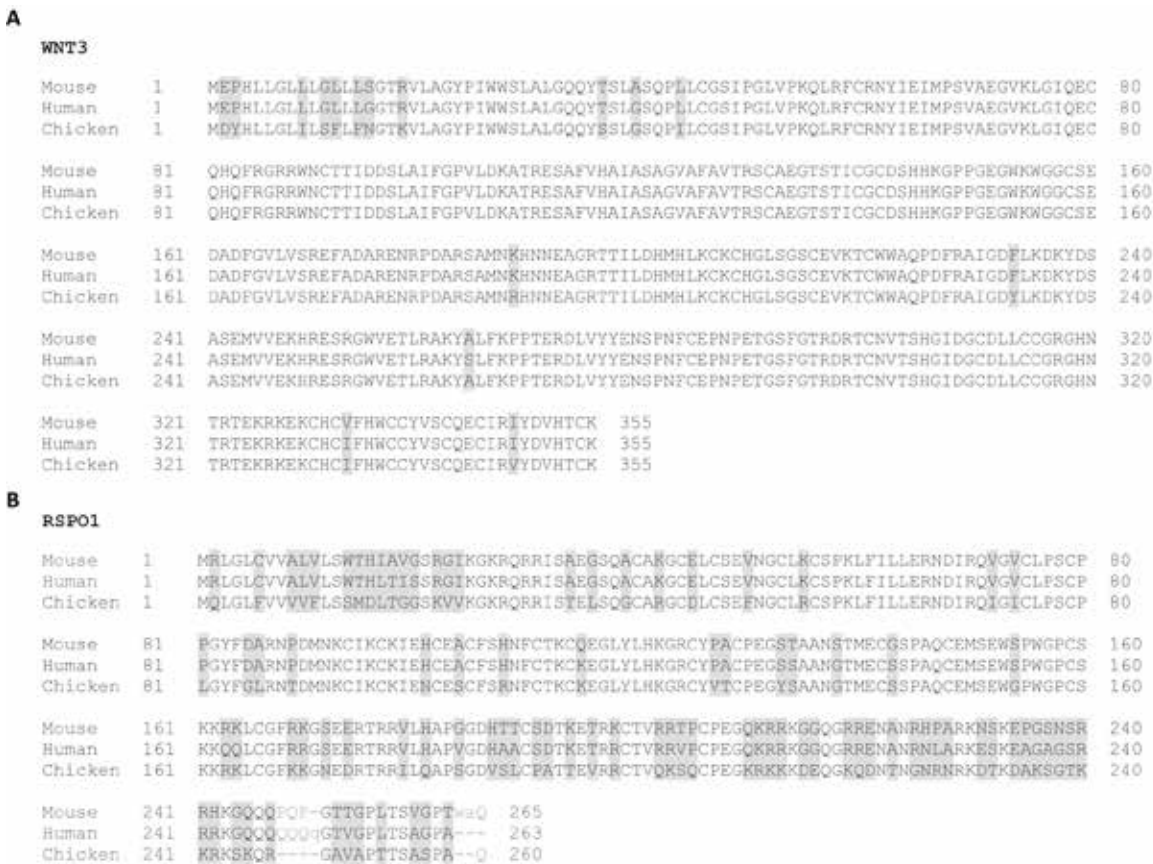 A
WNT3
Mouse 1 MEPHLLGLLLGLLLSGTRVLAGYPIWWSLALGQQYTSLASQPLLCGSIPGLVPKQLRFCRNYIEIMPSVAEGVKLGIQEC 80
Human 1 MEPHLLGLLLGLLLGGTRVLAGYPIWWSLALGQQYTSLGSQPLLCGSIPGLVPKQLRFCRNYIEIMPSVAEGVKLGIQEC 80
Chicken 1 MDYHLLGLILSFLFNGTKVLAGYPIWWSLALGQQYSSLGSQPILCGSIPGLVPKQLRFCRNYIEIMPSVAEGVKLGIQEC 80
Mouse 81 QHQFRGRRWNCTTIDDSLAIFGPVLDKATRESAFVHAIASAGVAFAVTRSCAEGTSTICGCDSHHKGPPGEGWKWGGCSE 160
Human 81 QHQFRGRRWNCTTIDDSLAIFGPVLDKATRESAFVHAIASAGVAFAVTRSCAEGTSTICGCDSHHKGPPGEGWKWGGCSE 160
Chicken 81 QHQFRGRRWNCTTIDDSLAIFGPVLDKATRESAFVHAIASAGVAFAVTRSCAEGTSTICGCDSHHKGPPGEGWKWGGCSE 160
Mouse 161 DADFGVLVSREFADARENRPDARSAMNKHNNEAGRTTILDHMHLKCKCHGLSGSCEVKTCWWAQPDFRAIGDFLKDKYDS 240
Human 161 DADFGVLVSREFADARENRPDARSAMNKHNNEAGRTTILDHMHLKCKCHGLSGSCEVKTCWWAQPDFRAIGDFLKDKYDS 240
Chicken 161 DADFGVLVSREFADARENRPDARSAMNRHNNEAGRTTILDHMHLKCKCHGLSGSCEVKTCWWAQPDFRAIGDYLKDKYDS 240
Mouse 241 ASEMVVEKHRESRGWVETLRAKYALFKPPTERDLVYYENSPNFCEPNPETGSFGTRDRTCNVTSHGIDGCDLLCCGRGHN 320
Human 241 ASEMVVEKHRESRGWVETLRAKYSLFKPPTERDLVYYENSPNFCEPNPETGSFGTRDRTCNVTSHGIDGCDLLCCGRGHN 320
Chicken 241 ASEMVVEKHRESRGWVETLRAKYALFKPPTERDLVYYENSPNFCEPNPETGSFGTRDRTCNVTSHGIDGCDLLCCGRGHN 320
Mouse 321 TRTEKRKEKCHCVFHWCCYVSCQECIRIYDVHTCK 355
Human 321 TRTEKRKEKCHCIFHWCCYVSCQECIRIYDVHTCK 355
Chicken 321 TRTEKRKEKCHCIFHWCCYVSCQECIRVYDVHTCK 355
B
RSPO1
Mouse 1 MRLGLCVVALVLSWTHIAVGSRGIKGKRQRRISAEGSQACAKGCELCSEVNGCLKCSPKLFILLERNDIRQVGVCLPSCP 80
Human 1 MRLGLCVVALVLSWTHLTISSRGIKGKRQRRISAEGSQACAKGCELCSEVNGCLKCSPKLFILLERNDIRQVGVCLPSCP 80
Chicken 1 MQLGLFVVVVFLSSMDLTGGSKVVKGKRQRRISTELSQGCARGCDLCSEFNGCLRCSPKLFILLERNDIRQIGICLPSCP 80
Mouse 81 PGYFDARNPDMNKCIKCKIEHCEACFSHNFCTKCQEGLYLHKGRCYPACPEGSTAANSTMECGSPAQCEMSEWSPWGPCS 160
Human 81 PGYFDARNPDMNKCIKCKIEHCEACFSHNFCTKCKEGLYLHKGRCYPACPEGSSAANGTMECSSPAQCEMSEWSPWGPCS 160
Chicken 81 LGYFGLRNTDMNKCIKCKIENCESCFSRNFCTKCKEGLYLHKGRCYVTCPEGYSAANGTMECSSPAQCEMSEWGPWGPCS 160
Mouse 161 KKRKLCGFRKGSEERTRRVLHAPGGDHTTCSDTKETRKCTVRRTPCPEGQKRRKGGQGRRENANRHPARKNSKEPGSNSR 240
Human 161 KKQQLCGFRRGSEERTRRVLHAPVGDHAACSDTKETRRCTVRRVPCPEGQKRRKGGQGRRENANRNLARKESKEAGAGSR 240
Chicken 161 KKRKLCGFKKGNEDRTRRILQAPSGDVSLCPATTEVRRCTVQKSQCPEGKRKKKDEQGKQDNTNGNRNRKDTKDAKSGTK 240
Mouse 241 RHKGQQQPQP-GTTGPLTSVGPTwaQ 265
Human 241 RRKGQQQQQQqGTVGPLTSAGPA--- 263
Chicken 241 KRKSKQR----GAVAPTTSASPA--Q 260